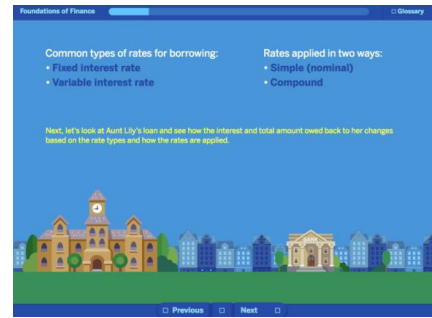 Foundations of Finance
Glossary
Common types of rates for borrowing:
• Fixed interest rate
• Variable interest rate
Rates applied in two ways:
• Simple (nominal)
• Compound
Next, let's look at Aunt Lily's loan and see how the interest and total amount owed back to her changes
based on the rate types and how the rates are applied.
BANK
Previous
Next